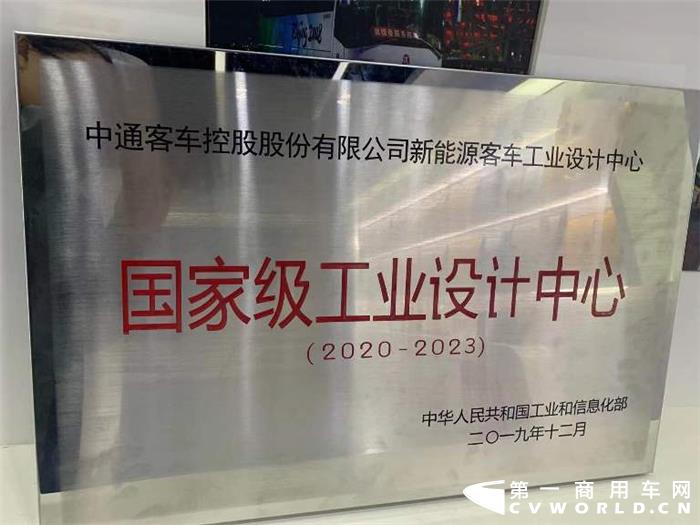 Beijing 2008
中通客车控股股份有限公司新能源客车工业设计中心
国家级工业设计中心
(2020-2023)
中华人民共和国工业和信息化部
二〇一九年十二月
第一商用车网
CVWORLD.CN